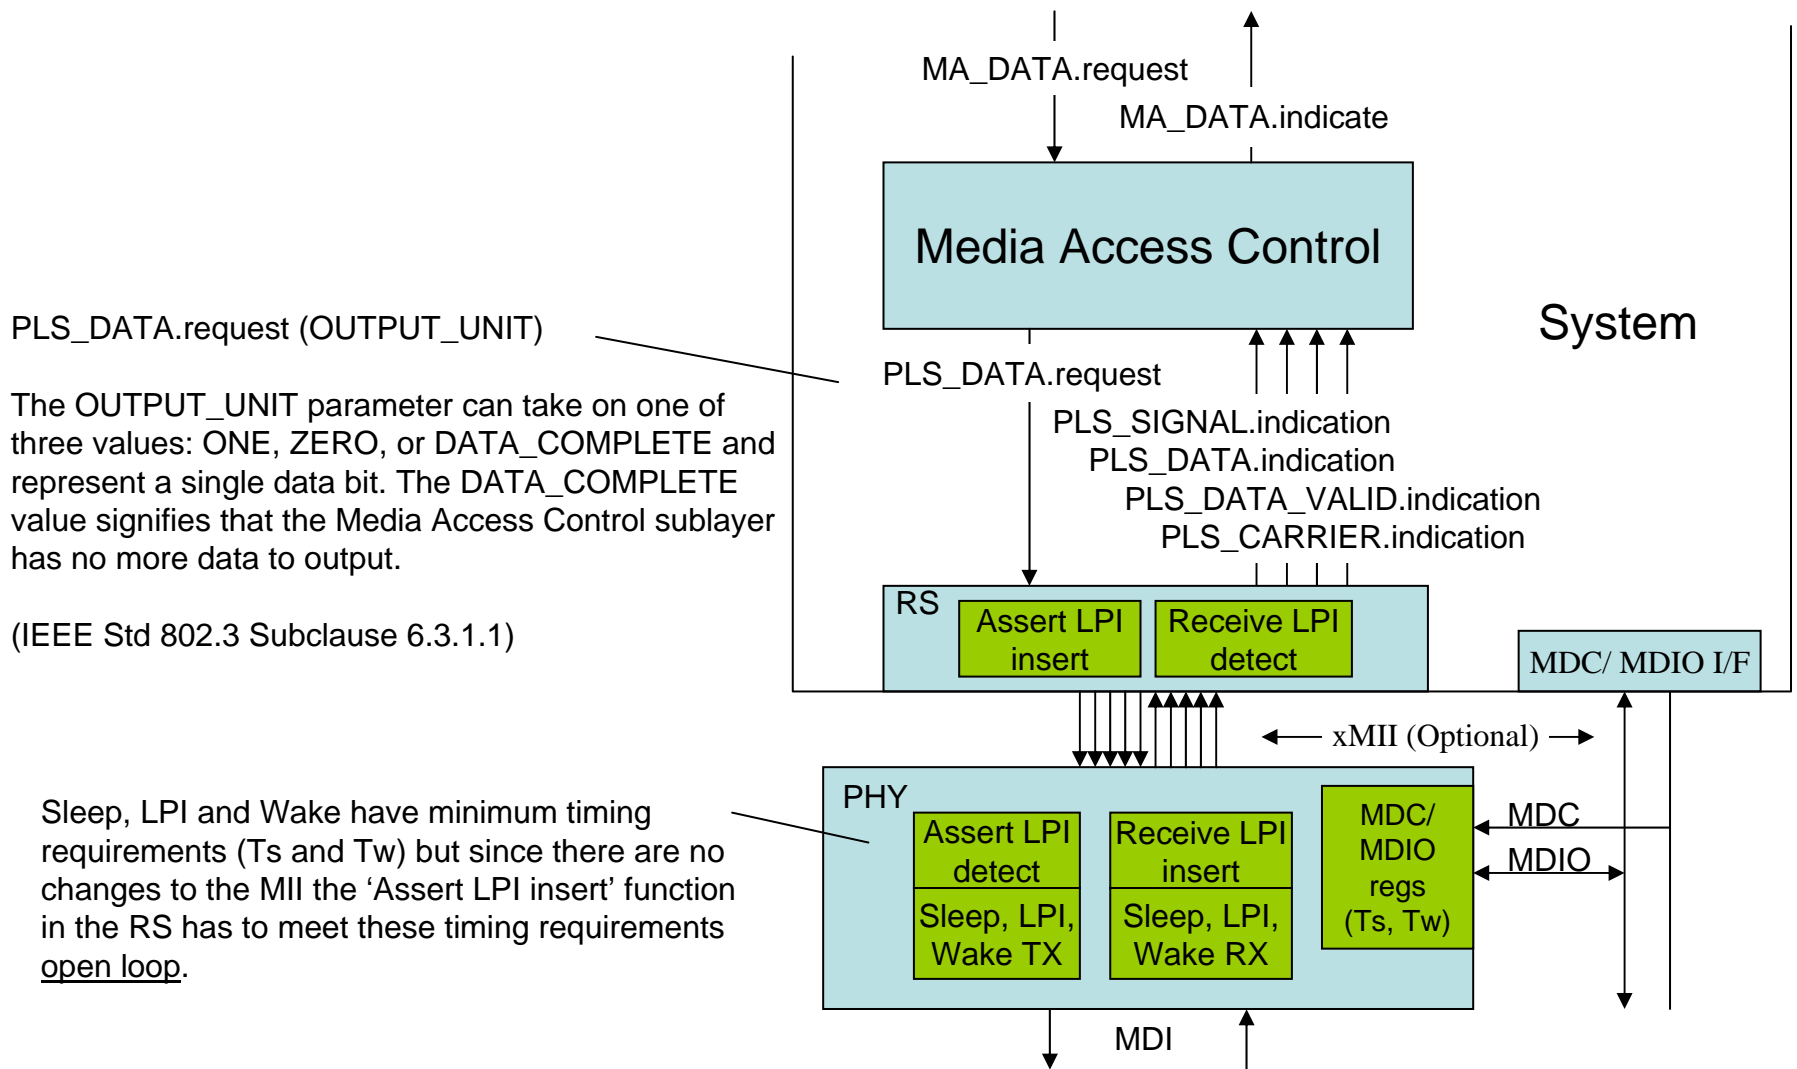 MA_DATA.request
MA_DATA.indicate
Media Access Control
System
PLS_DATA.request (OUTPUT_UNIT)
The OUTPUT_UNIT parameter can take on one of
three values: ONE, ZERO, or DATA_COMPLETE and
represent a single data bit. The DATA_COMPLETE
value signifies that the Media Access Control sublayer
has no more data to output.
(IEEE Std 802.3 Subclause 6.3.1.1)
PLS_DATA.request
PLS_SIGNAL.indication
PLS_DATA.indication
PLS_DATA_VALID.indication
PLS_CARRIER.indication
RS
Assert LPI
insert
Receive LPI
detect
MDC/ MDIO I/F
xMII (Optional)
Sleep, LPI and Wake have minimum timing
requirements (Ts and Tw) but since there are no
changes to the MII the ‘Assert LPI insert’ function
in the RS has to meet these timing requirements
open loop.
PHY
Assert LPI
detect
Sleep, LPI,
Wake TX
Receive LPI
insert
Sleep, LPI,
Wake RX
MDC/
MDIO
regs
(Ts, Tw)
MDC
MDIO
MDI